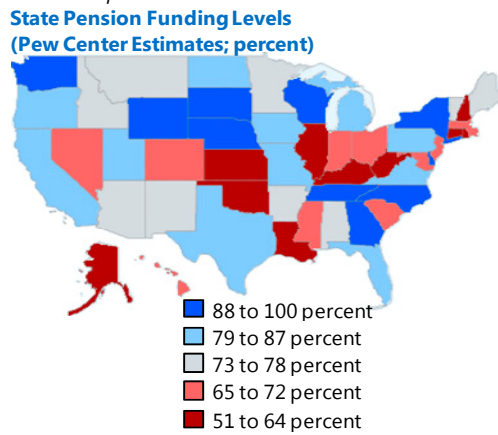 State Pension Funding Levels
(Pew Center Estimates; percent)
88 to 100 percent
79 to 87 percent
73 to 78 percent
65 to 72 percent
51 to 64 percent